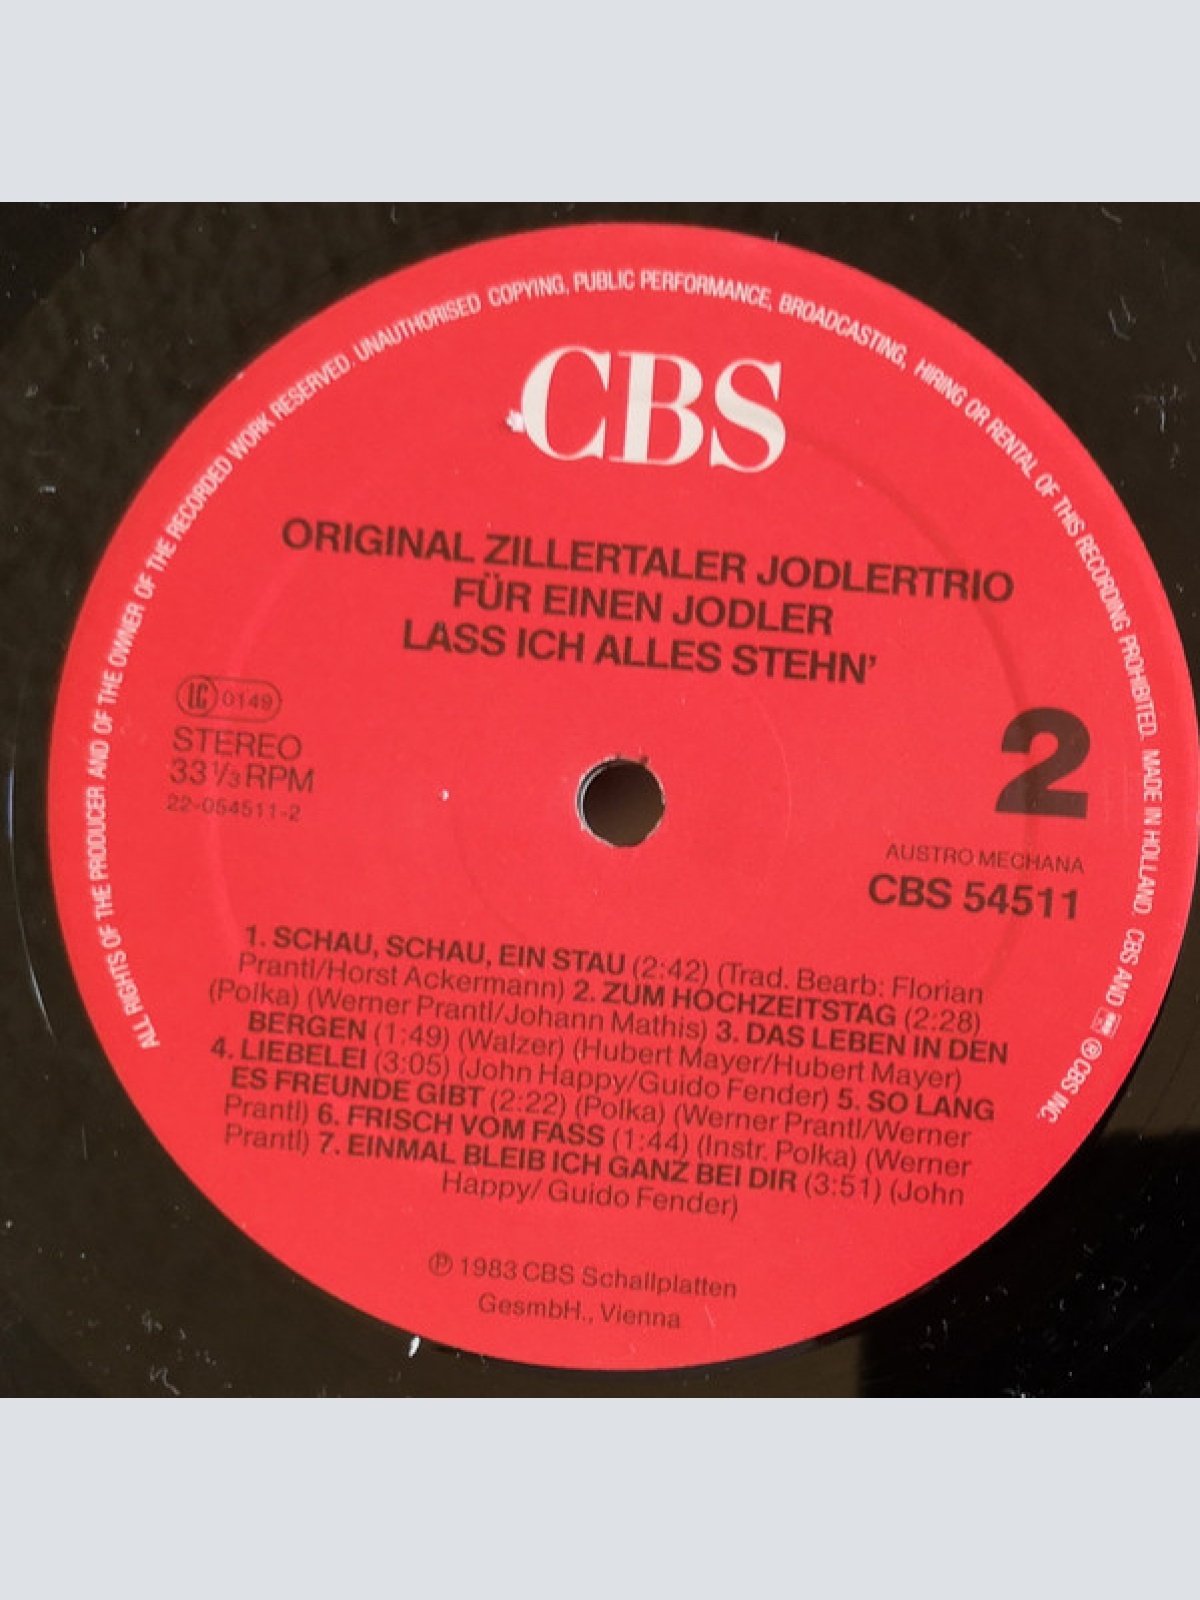 ALL RIGHTS OF THE PRODUCER AND OF THE OWNER OF THE RECORDED WORK RESERVED. UNAUTHORISED COPYING, PUBLIC PERFORMANCE, BROADCASTING, HIRING OR RENTAL OF THIS RECORDING PROHIBITED. MADE IN HOLLAND. CBS AND ® CBS INC.
CBS
ORIGINAL ZILLERTALER JODLERTRIO
FÜR EINEN JODLER
LASS ICH ALLES STEHN'
LC 0149
STEREO
33 1/3 RPM
22-054511-2
2
AUSTRO MECHANA
CBS 54511
1. SCHAU, SCHAU, EIN STAU (2:42) (Trad. Bearb: Florian
Prantl/Horst Ackermann) 2. ZUM HOCHZEITSTAG (2:28)
(Polka) (Werner Prantl/Johann Mathis) 3. DAS LEBEN IN DEN
BERGEN (1:49) (Walzer) (Hubert Mayer/Hubert Mayer)
4. LIEBELEI (3:05) (John Happy/Guido Fender) 5. SO LANG
ES FREUNDE GIBT (2:22) (Polka) (Werner Prantl/Werner
Prantl) 6. FRISCH VOM FASS (1:44) (Instr. Polka) (Werner
Prantl) 7. EINMAL BLEIB ICH GANZ BEI DIR (3:51) (John
Happy/ Guido Fender)
℗ 1983 CBS Schallplatten
GesmbH., Vienna